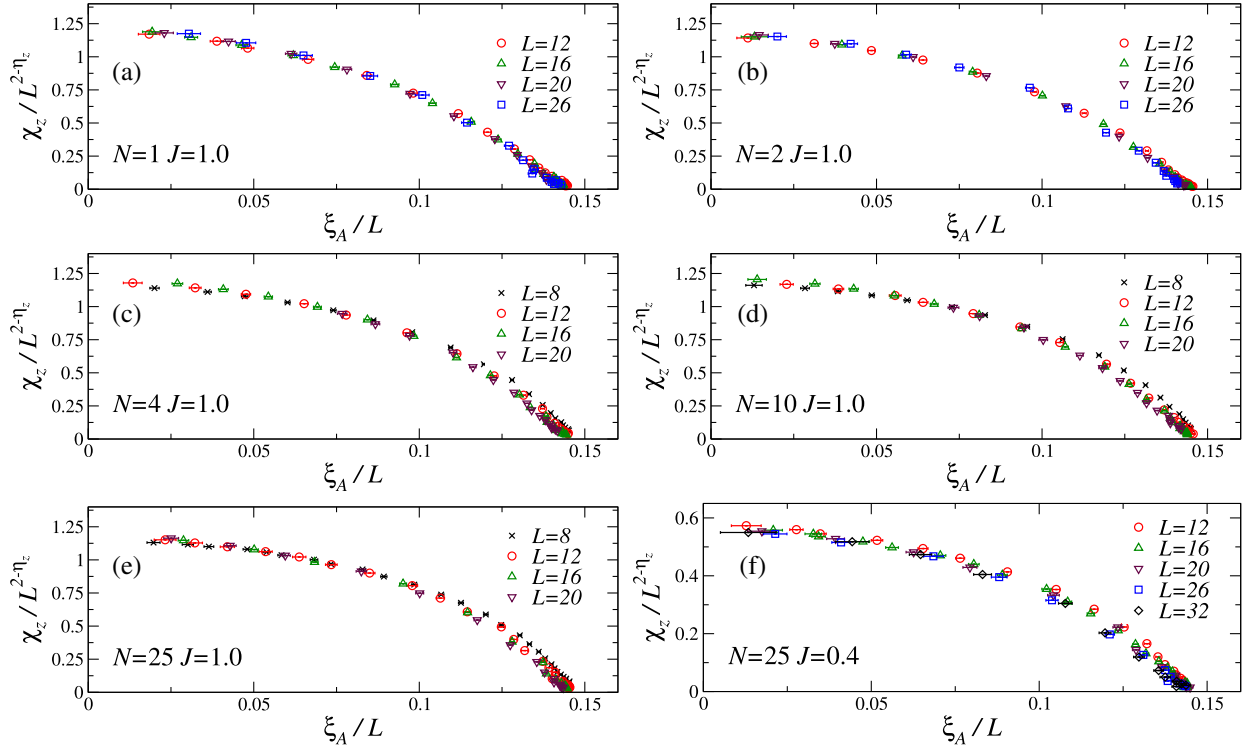 χz / L^2-ηz
1.25
1
0.75
0.5
0.25
0
(a)
N=1 J=1.0
L=12
L=16
L=20
L=26
0
0.05
0.1
0.15
ξA / L
χz / L^2-ηz
1.25
1
0.75
0.5
0.25
0
(b)
N=2 J=1.0
L=12
L=16
L=20
L=26
0
0.05
0.1
0.15
ξA / L
χz / L^2-ηz
1.25
1
0.75
0.5
0.25
0
(c)
N=4 J=1.0
L=8
L=12
L=16
L=20
0
0.05
0.1
0.15
ξA / L
χz / L^2-ηz
1.25
1
0.75
0.5
0.25
0
(d)
N=10 J=1.0
L=8
L=12
L=16
L=20
0
0.05
0.1
0.15
ξA / L
χz / L^2-ηz
1.25
1
0.75
0.5
0.25
0
(e)
N=25 J=1.0
L=8
L=12
L=16
L=20
0
0.05
0.1
0.15
ξA / L
χz / L^2-ηz
0.6
0.4
0.2
0
(f)
N=25 J=0.4
L=12
L=16
L=20
L=26
L=32
0
0.05
0.1
0.15
ξA / L